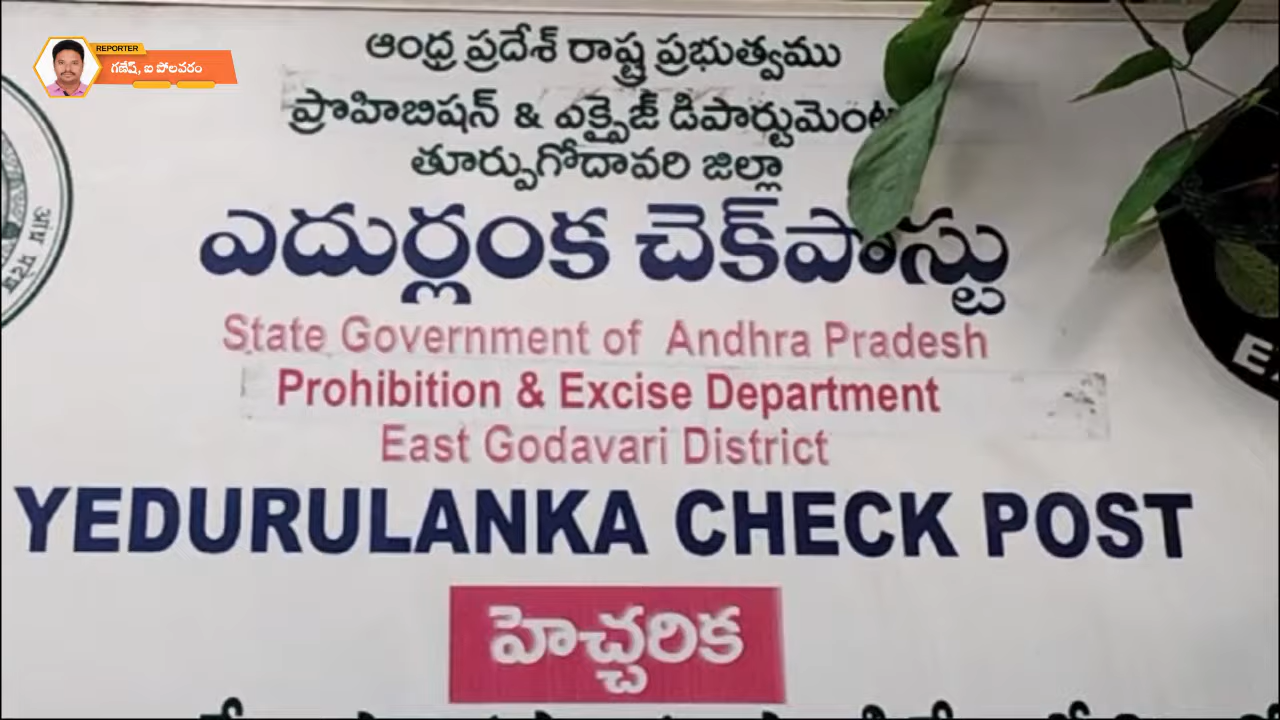 REPORTER
గణేష్, ఐ పోలవరం
ఆంధ్ర ప్రదేశ్ రాష్ట్ర ప్రభుత్వము
ప్రొహిబిషన్ & ఎక్సైజ్ డిపార్టుమెంటు
తూర్పుగోదావరి జిల్లా
ఎదుర్లంక చెక్‌పోస్టు
State Government of Andhra Pradesh
Prohibition & Excise Department
East Godavari District
YEDURULANKA CHECK POST
హెచ్చరిక